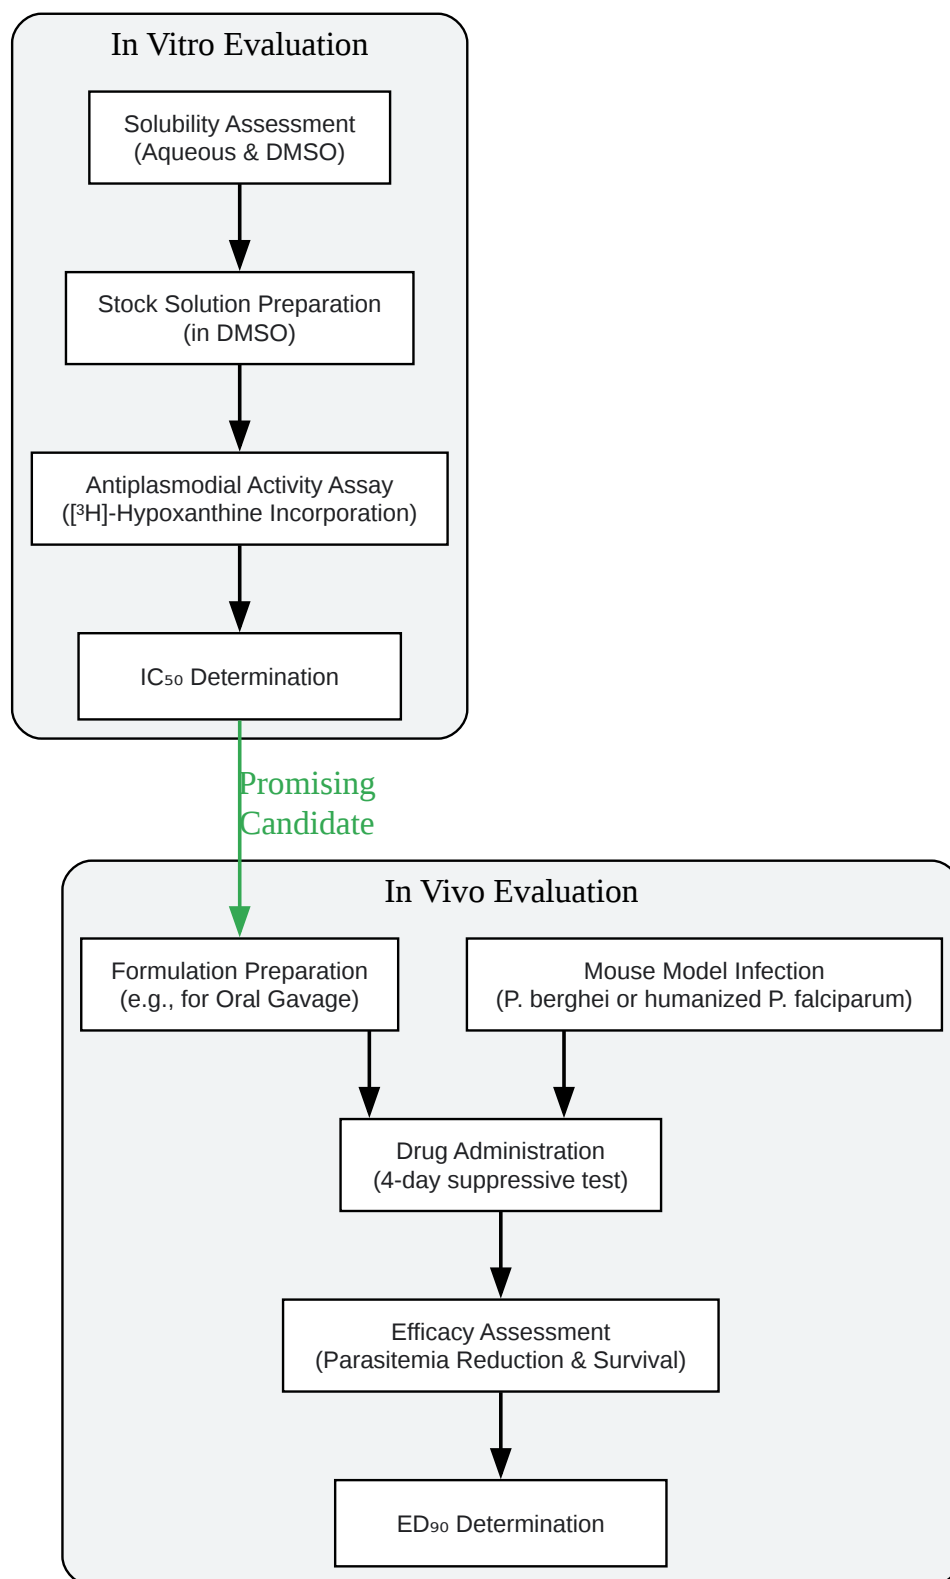 In Vitro Evaluation
Solubility Assessment
(Aqueous & DMSO)
Stock Solution Preparation
(in DMSO)
Antiplasmodial Activity Assay
([³H]-Hypoxanthine Incorporation)
IC₅₀ Determination
Promising
Candidate
In Vivo Evaluation
Formulation Preparation
(e.g., for Oral Gavage)
Mouse Model Infection
(P. berghei or humanized P. falciparum)
Drug Administration
(4-day suppressive test)
Efficacy Assessment
(Parasitemia Reduction & Survival)
ED₉₀ Determination